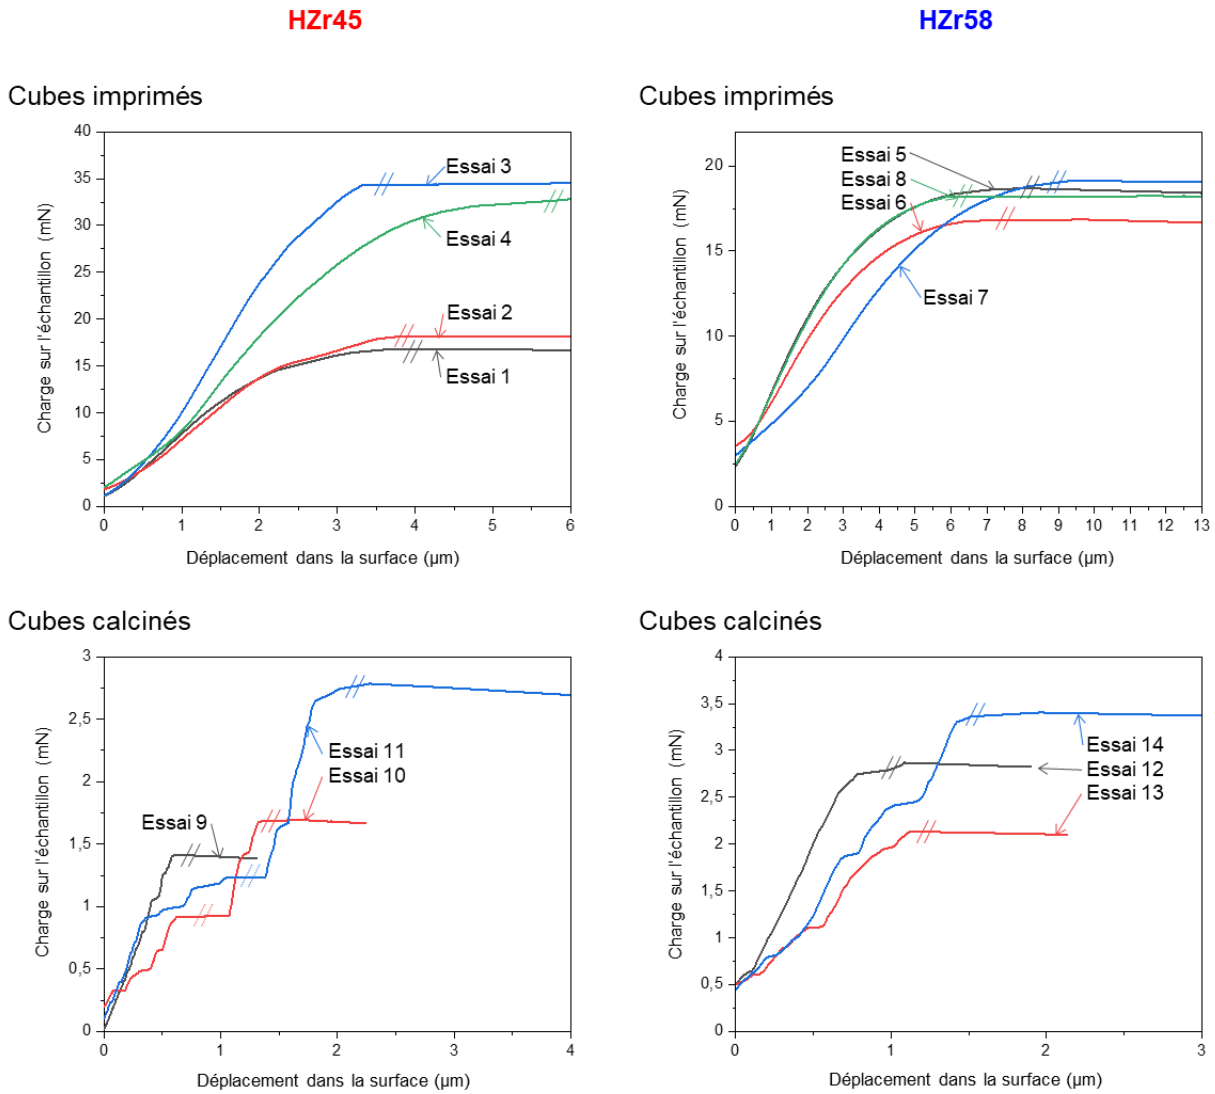 HZr45
HZr58
Cubes imprimés
Cubes imprimés
40
35
30
25
20
15
10
5
0
Charge sur l'échantillon (mN)
Essai 3
Essai 4
Essai 2
Essai 1
0 1 2 3 4 5 6
Déplacement dans la surface (µm)
20
15
10
5
0
Charge sur l'échantillon (mN)
Essai 5
Essai 8
Essai 6
Essai 7
0 1 2 3 4 5 6 7 8 9 10 11 12 13
Déplacement dans la surface (µm)
Cubes calcinés
Cubes calcinés
3
2,5
2
1,5
1
0,5
0
Charge sur l'échantillon (mN)
Essai 11
Essai 10
Essai 9
0 1 2 3 4
Déplacement dans la surface (µm)
4
3,5
3
2,5
2
1,5
1
0,5
0
Charge sur l'échantillon (mN)
Essai 14
Essai 12
Essai 13
0 1 2 3
Déplacement dans la surface (µm)